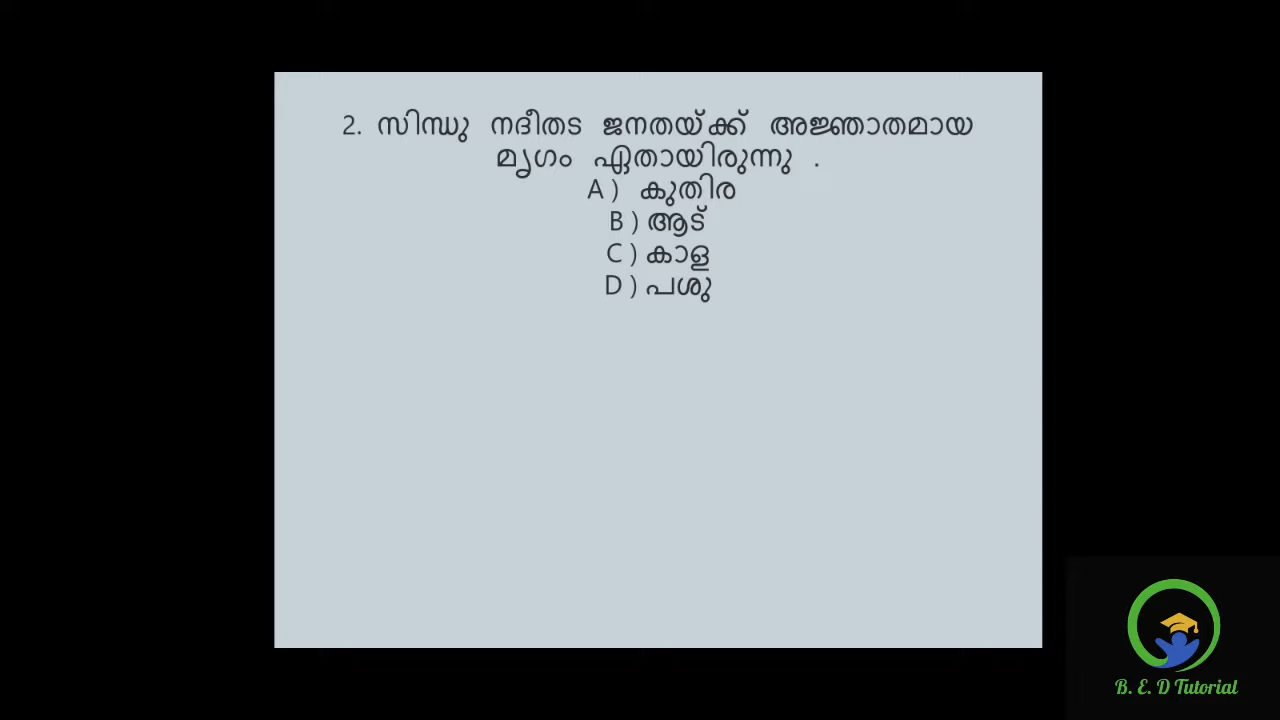 2. സിന്ധു നദീതട ജനതയ്ക്ക് അജ്ഞാതമായ
മൃഗം ഏതായിരുന്നു .
A ) കുതിര
B ) ആട്
C ) കാള
D ) പശു
B. E. D Tutorial